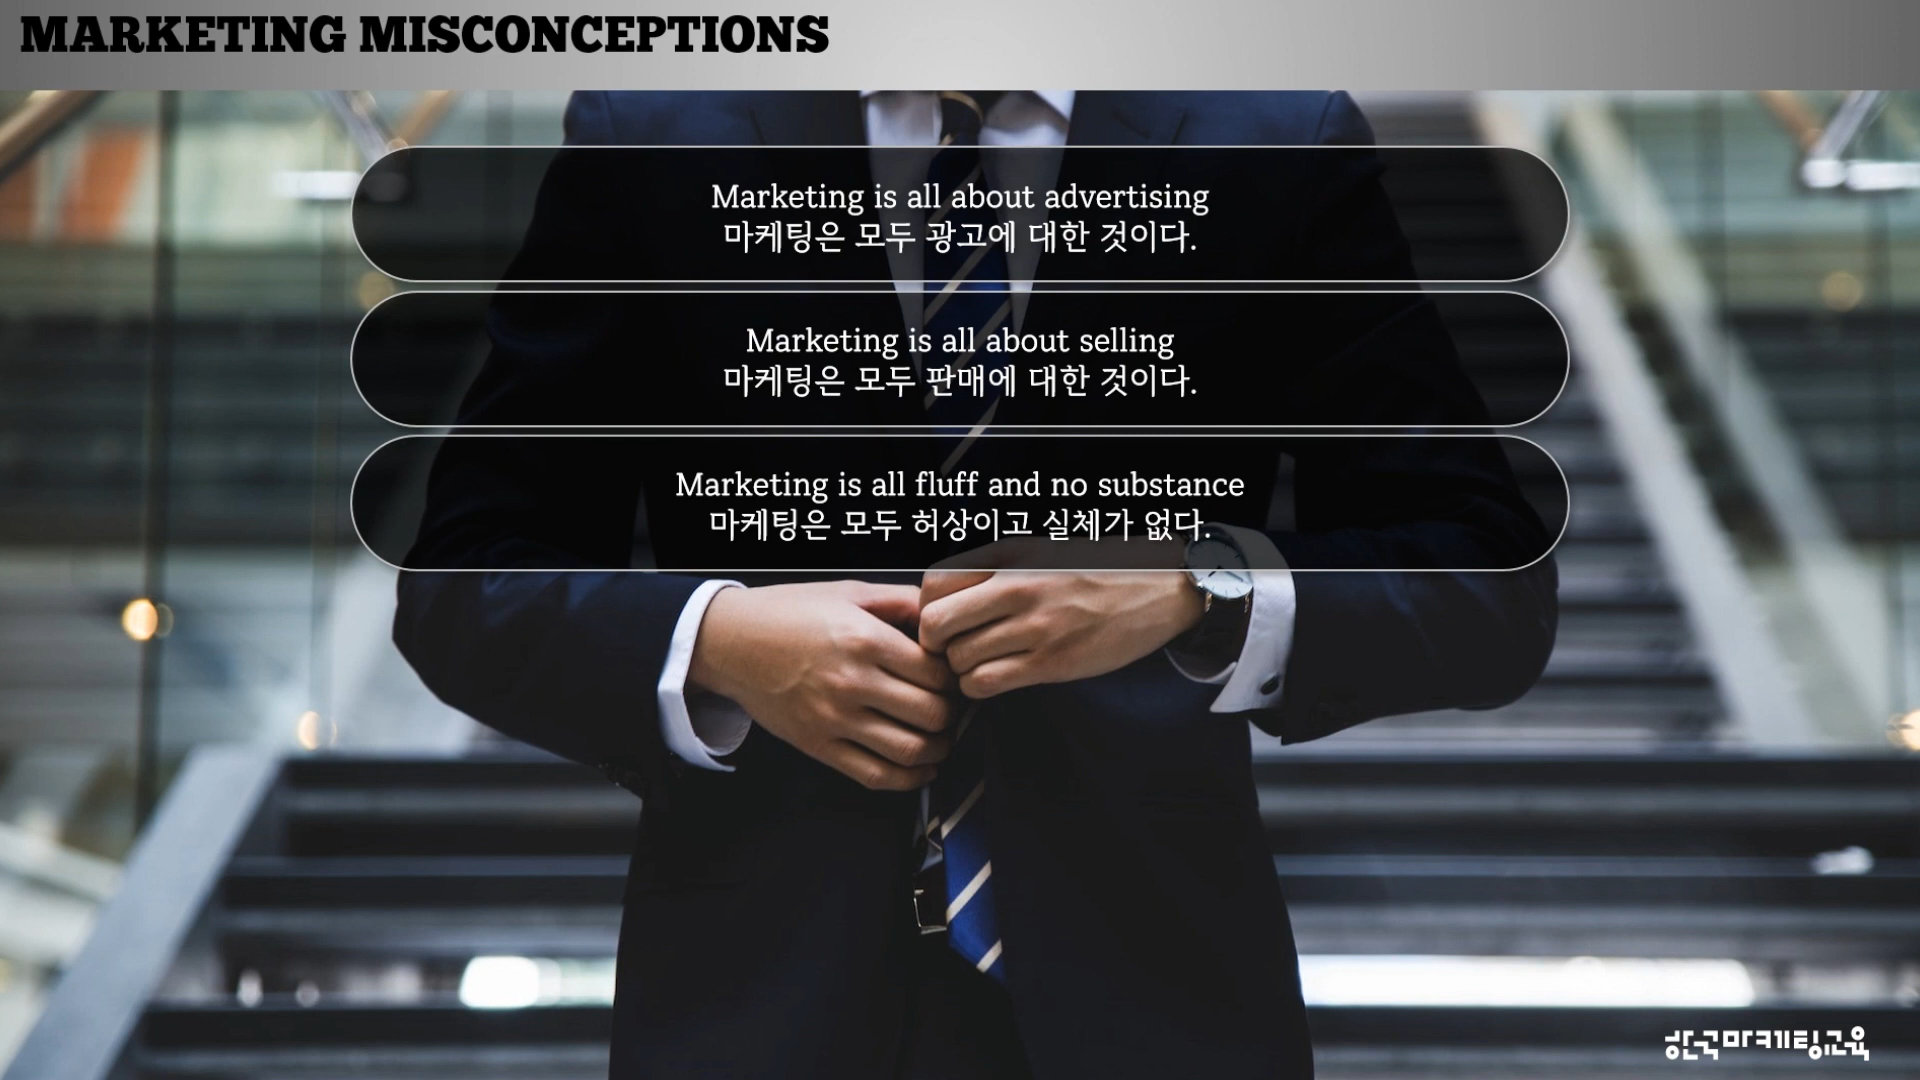 MARKETING MISCONCEPTIONS
Marketing is all about advertising
마케팅은 모두 광고에 대한 것이다.
Marketing is all about selling
마케팅은 모두 판매에 대한 것이다.
Marketing is all fluff and no substance
마케팅은 모두 허상이고 실체가 없다.
한국마케팅교육